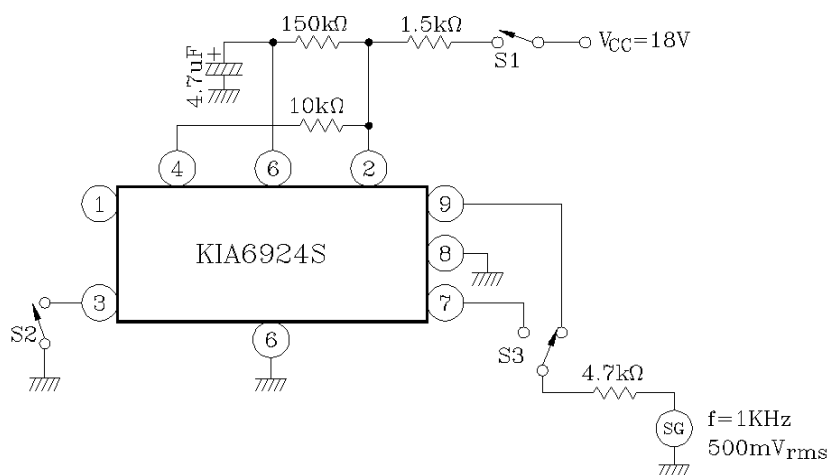 150kΩ
1.5kΩ
4.7uF
+
S1
VCC=18V
10kΩ
4
6
2
1
9
KIA6924S
8
3
7
S2
6
S3
4.7kΩ
SG
f=1KHz
500mVrms